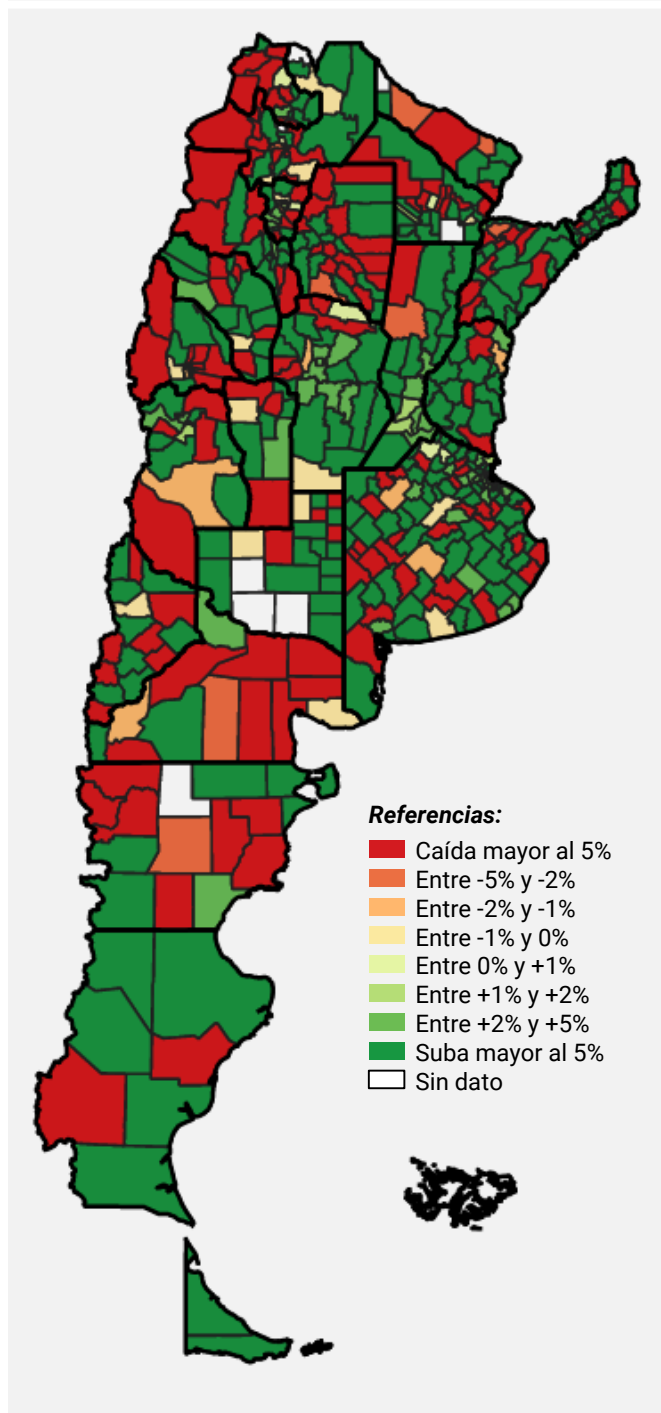 Referencias:
Caída mayor al 5%
Entre -5% y -2%
Entre -2% y -1%
Entre -1% y 0%
Entre 0% y +1%
Entre +1% y +2%
Entre +2% y +5%
Suba mayor al 5%
Sin dato